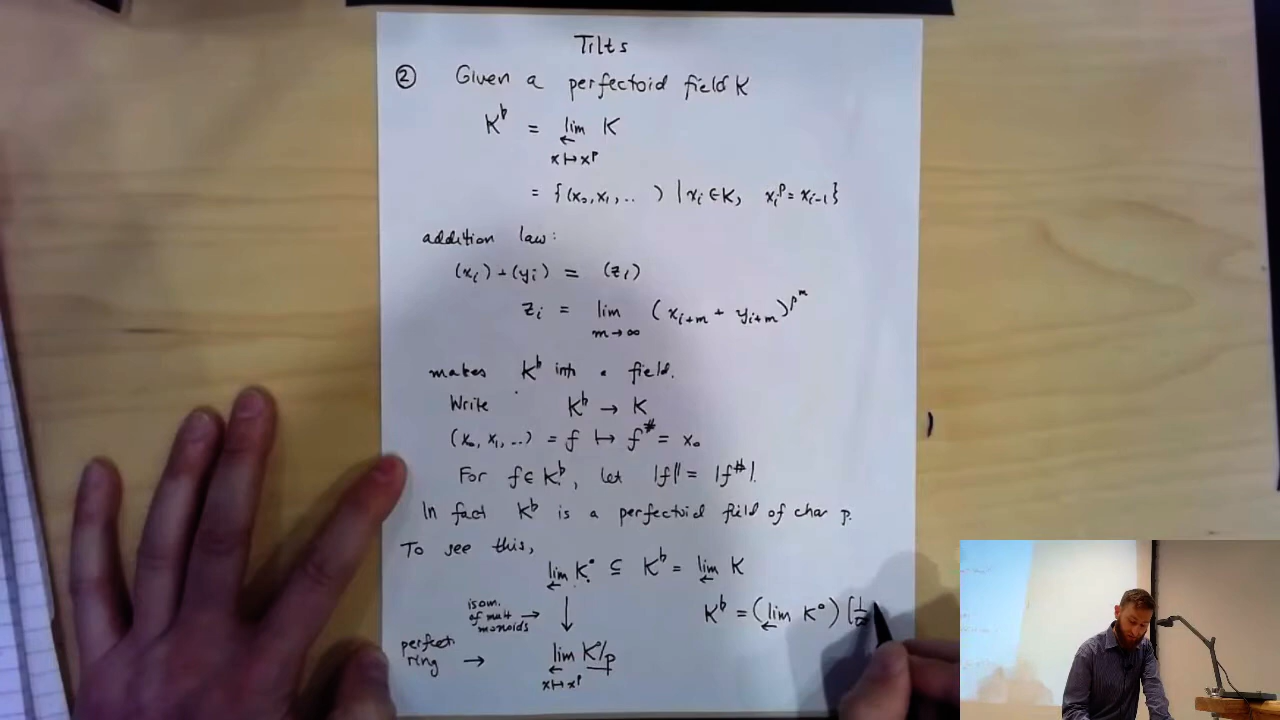 Tilts
② Given a perfectoid field K
K^♭ = lim K
←
x ↦ x^p
= {(x₀, x₁, ..) | xᵢ ∈ K, xᵢ^p = xᵢ₋₁}
addition law:
(xᵢ) + (yᵢ) = (zᵢ)
zᵢ = lim (xᵢ₊ₘ + yᵢ₊ₘ)^p^m
m→∞
makes K^♭ into a field.
Write K^♭ → K
(x₀, x₁, ..) = f ↦ f^# = x₀
For f ∈ K^♭, let |f| = |f^#|.
In fact K^♭ is a perfectoid field of char p.
To see this,
lim K° ⊆ K^♭ = lim K
← ←
isom. of mult monoids → ↓
K^♭ = (lim K°) [1/
←
perfect ring → lim K°/p
←
x ↦ x^p